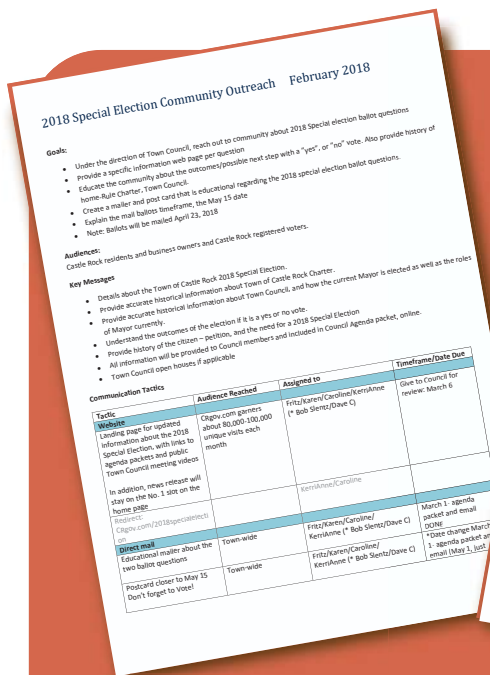 2018 Special Election Community Outreach February 2018
Goals:
Under the direction of Town Council, reach out to community about 2018 Special election ballot questions
Provide a specific information web page per question
Educate the community about the outcomes/possible next step with a "yes", or "no" vote. Also provide history of
home-Rule Charter, Town Council.
Create a mailer and post card that is educational regarding the 2018 special election ballot questions.
Explain the mail ballots timeframe, the May 15 date
Note: Ballots will be mailed April 23, 2018
Audiences:
Castle Rock residents and business owners and Castle Rock registered voters.
Key Messages
Details about the Town of Castle Rock 2018 Special Election.
Provide accurate historical information about Town of Castle Rock Charter.
Provide accurate historical information about Town Council, and how the current Mayor is elected as well as the roles
of Mayor currently.
Understand the outcomes of the election if it is a yes or no vote.
Provide history of the citizen – petition, and the need for a 2018 Special Election
All information will be provided to Council members and included in Council Agenda packet, online.
Town Council open houses if applicable
Communication Tactics
Tactic Audience Reached Assigned to Timeframe/Date Due
Website
Landing page for updated
information about the 2018
Special Election, with links to
agenda packets and public
Town Council meeting videos
In addition, news release will
stay on the No. 1 slot on the
home page
CRgov.com garners
about 80,000-100,000
unique visits each
month
Fritz/Karen/Caroline/KerriAnne
(* Bob Slentz/Dave C)
Give to Council for
review: March 6
Redirect:
CRgov.com/2018specialelecti
on
KerriAnne/Caroline
Direct mail
Educational mailer about the
two ballot questions
Town-wide
Fritz/Karen/Caroline/
KerriAnne (* Bob Slentz/Dave C)
March 1- agenda
packet and email
DONE
Postcard closer to May 15
Don't forget to Vote!
Town-wide
Fritz/Karen/Caroline/
KerriAnne (* Bob Slentz/Dave C)
*Date change March
1- agenda packet
email (May 1, just